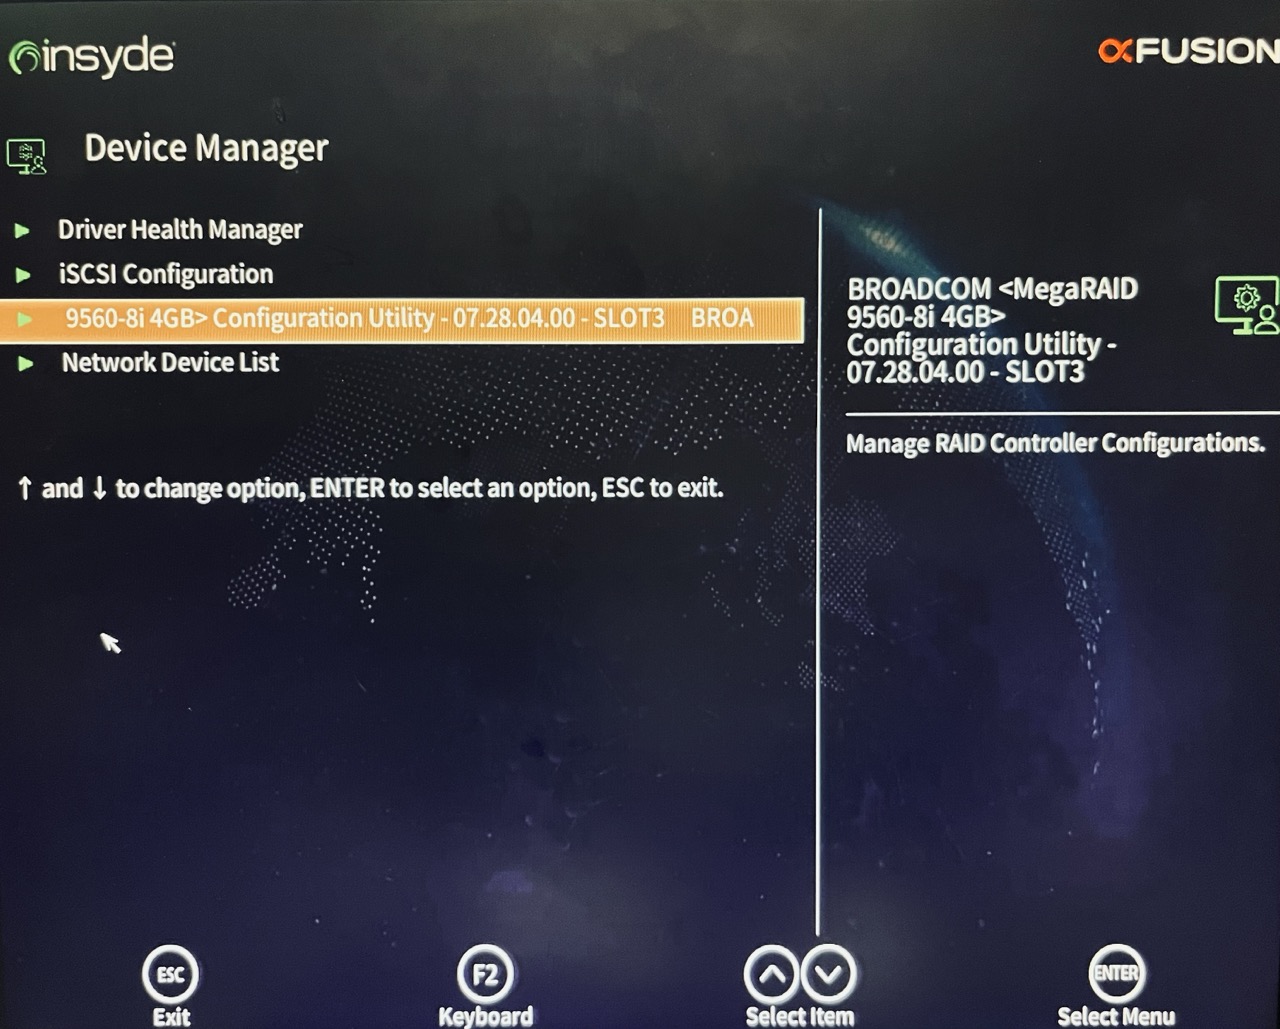 insyde
αFUSION
Device Manager
Driver Health Manager
iSCSI Configuration
9560-8i 4GB> Configuration Utility - 07.28.04.00 - SLOT3 BROA
Network Device List
↑ and ↓ to change option, ENTER to select an option, ESC to exit.
BROADCOM <MegaRAID
9560-8i 4GB>
Configuration Utility -
07.28.04.00 - SLOT3
Manage RAID Controller Configurations.
ESC
Exit
F2
Keyboard
Select Item
ENTER
Select Menu